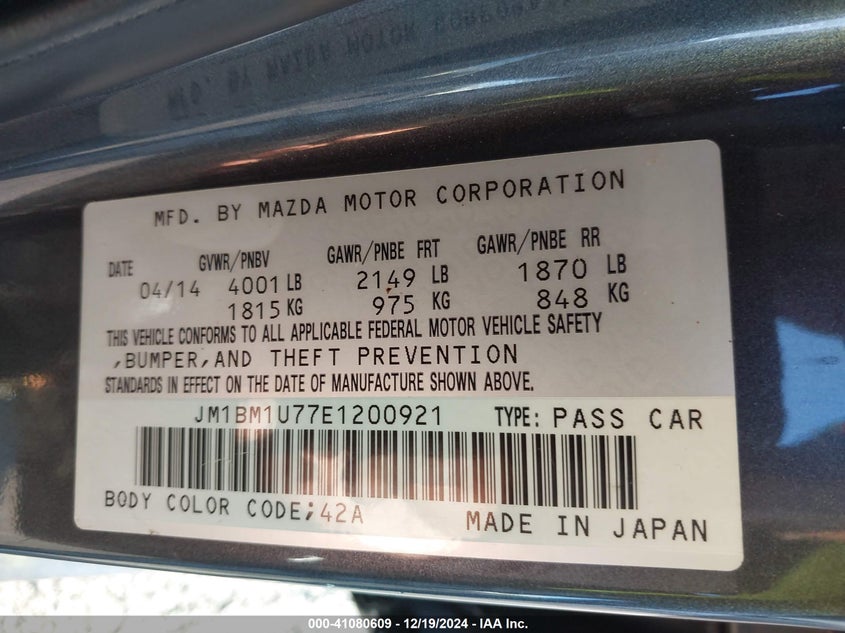 MFD. BY MAZDA MOTOR CORPORATION
DATE GVWR/PNBV GAWR/PNBE FRT GAWR/PNBE RR
04/14 4001 LB 2149 LB 1870 LB
1815 KG 975 KG 848 KG
THIS VEHICLE CONFORMS TO ALL APPLICABLE FEDERAL MOTOR VEHICLE SAFETY
,BUMPER,AND THEFT PREVENTION
STANDARDS IN EFFECT ON THE DATE OF MANUFACTURE SHOWN ABOVE.
JM1BM1U77E1200921 TYPE: PASS CAR
BODY COLOR CODE;42A MADE IN JAPAN
000-41080609 - 12/19/2024 - IAA Inc.